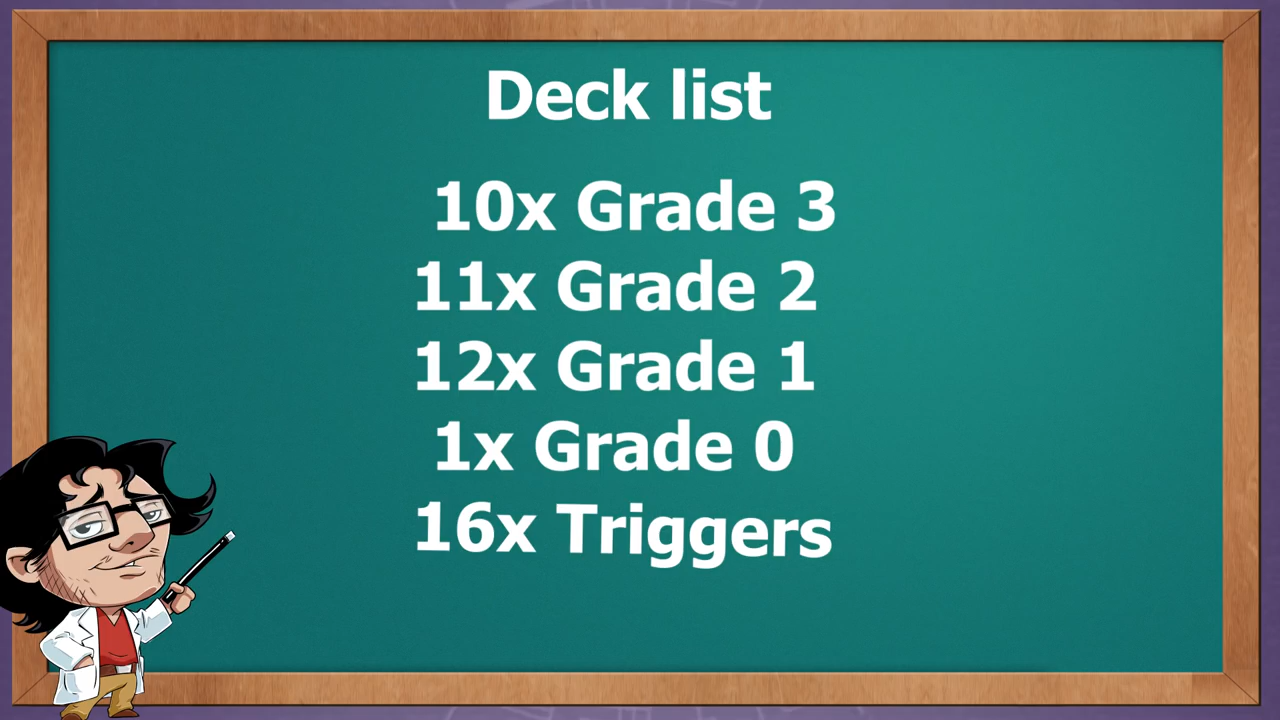 Deck list
10x Grade 3
11x Grade 2
12x Grade 1
1x Grade 0
16x Triggers